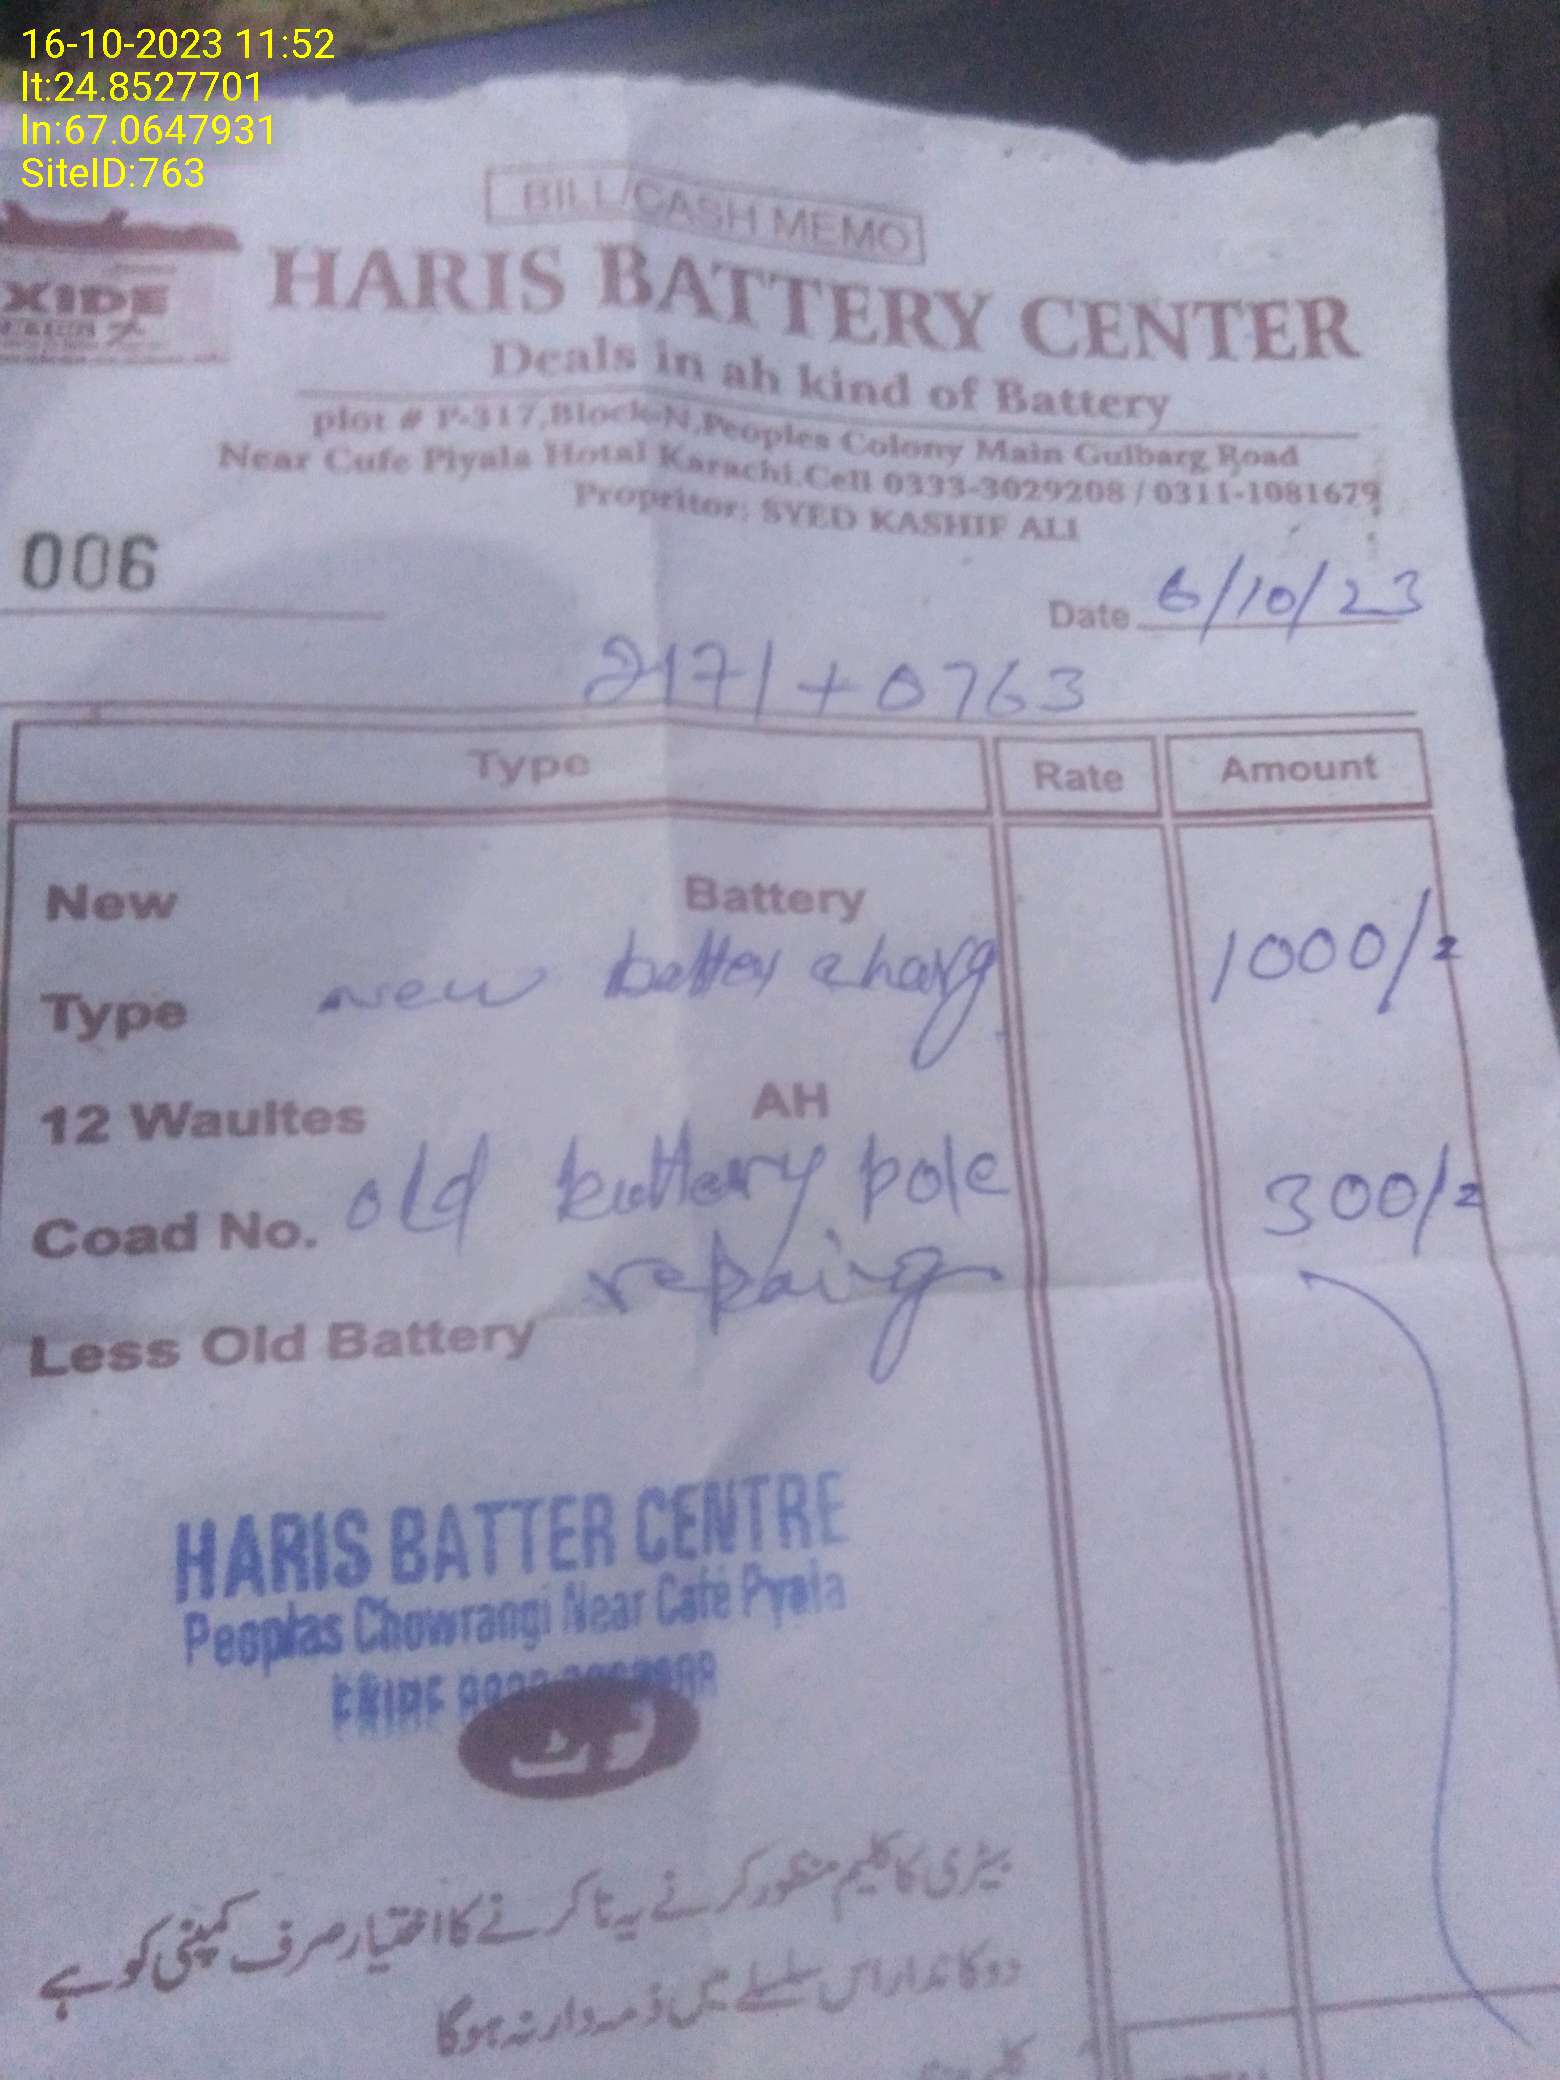 16-10-2023 11:52
lt:24.8527701
ln:67.0647931
SiteID:763
BILL/CASH MEMO
XIDE
HARIS BATTERY CENTER
Deals in ah kind of Battery
plot # P-317,Block-N,Peoples Colony Main Gulbarg Road
Near Cufe Piyala Hotal Karachi.Cell 0333-3029208 / 0311-1081679
Propritor: SYED KASHIF ALI
006
Date 6/10/23
2171+0763
Type Rate Amount
New Battery
Type new battey charg 1000/=
12 Waultes AH
Coad No. old battery pole 300/=
repairg
Less Old Battery
HARIS BATTER CENTRE
Peoplas Chowrangi Near Cafe Pyala
نوٹ
بیٹری کا کلیم منظور کرنے یہ نا کرنے کا اختیار صرف کمپنی کو ہے
دوکاندار اس سلسلے میں ذمہ دار نہ ہوگا